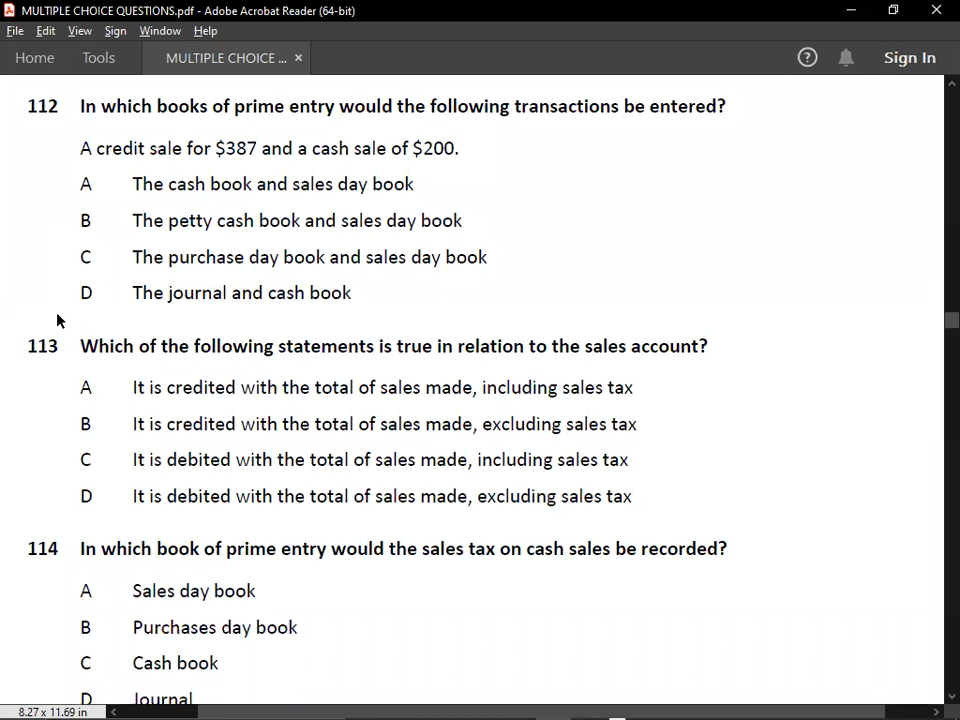 MULTIPLE CHOICE QUESTIONS.pdf - Adobe Acrobat Reader (64-bit)
File Edit View Sign Window Help
Home Tools MULTIPLE CHOICE ... × ? Sign In
112 In which books of prime entry would the following transactions be entered?
A credit sale for $387 and a cash sale of $200.
A The cash book and sales day book
B The petty cash book and sales day book
C The purchase day book and sales day book
D The journal and cash book
113 Which of the following statements is true in relation to the sales account?
A It is credited with the total of sales made, including sales tax
B It is credited with the total of sales made, excluding sales tax
C It is debited with the total of sales made, including sales tax
D It is debited with the total of sales made, excluding sales tax
114 In which book of prime entry would the sales tax on cash sales be recorded?
A Sales day book
B Purchases day book
C Cash book
D Journal
8.27 x 11.69 in